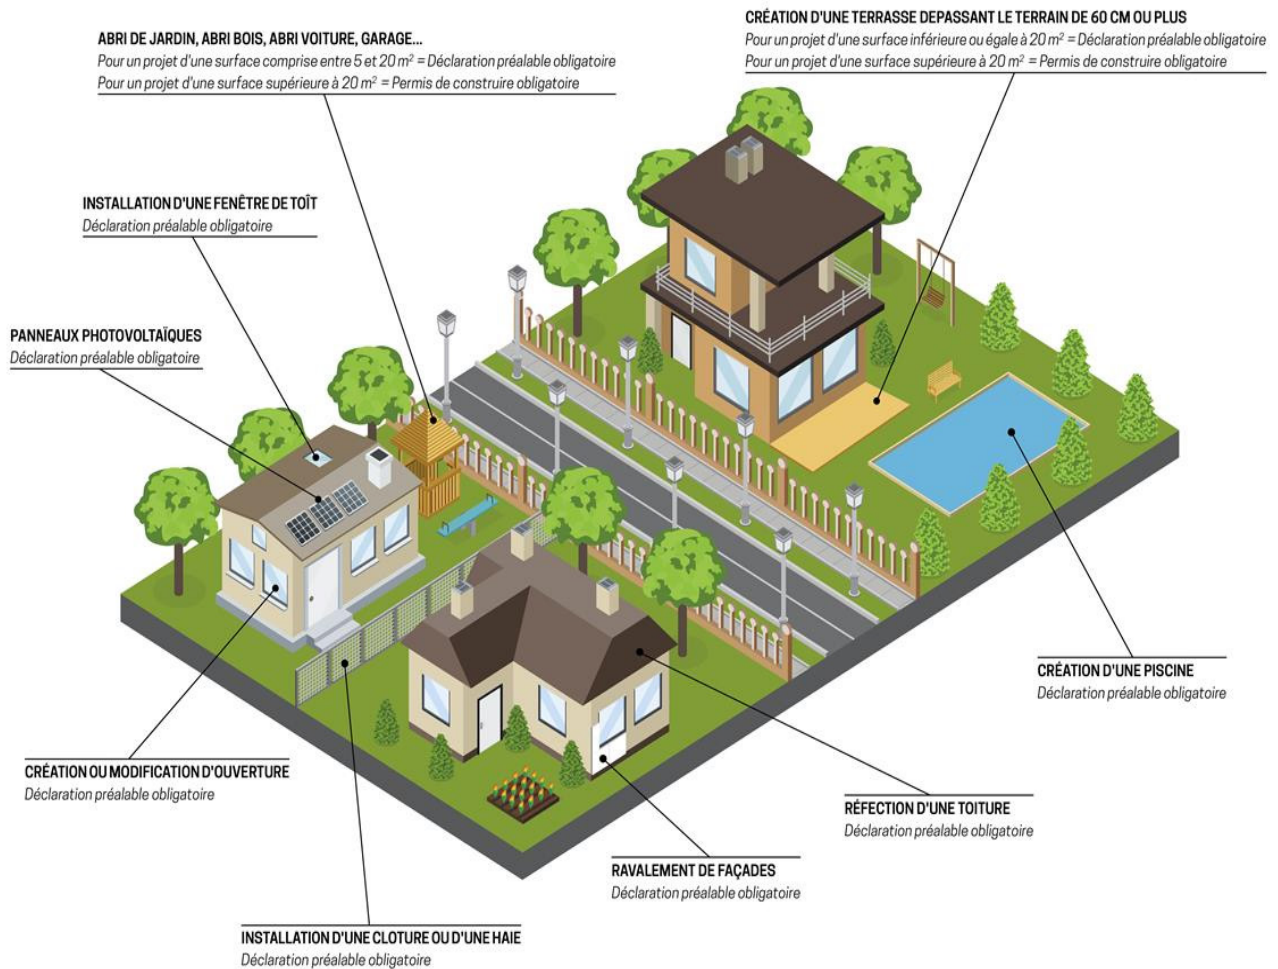 ABRI DE JARDIN, ABRI BOIS, ABRI VOITURE, GARAGE...
Pour un projet d'une surface comprise entre 5 et 20 m² = Déclaration préalable obligatoire
Pour un projet d'une surface supérieure à 20 m² = Permis de construire obligatoire
CRÉATION D'UNE TERRASSE DEPASSANT LE TERRAIN DE 60 CM OU PLUS
Pour un projet d'une surface inférieure ou égale à 20 m² = Déclaration préalable obligatoire
Pour un projet d'une surface supérieure à 20 m² = Permis de construire obligatoire
INSTALLATION D'UNE FENÊTRE DE TOÎT
Déclaration préalable obligatoire
PANNEAUX PHOTOVOLTAÏQUES
Déclaration préalable obligatoire
CRÉATION D'UNE PISCINE
Déclaration préalable obligatoire
CRÉATION OU MODIFICATION D'OUVERTURE
Déclaration préalable obligatoire
RÉFECTION D'UNE TOITURE
Déclaration préalable obligatoire
RAVALEMENT DE FAÇADES
Déclaration préalable obligatoire
INSTALLATION D'UNE CLOTURE OU D'UNE HAIE
Déclaration préalable obligatoire